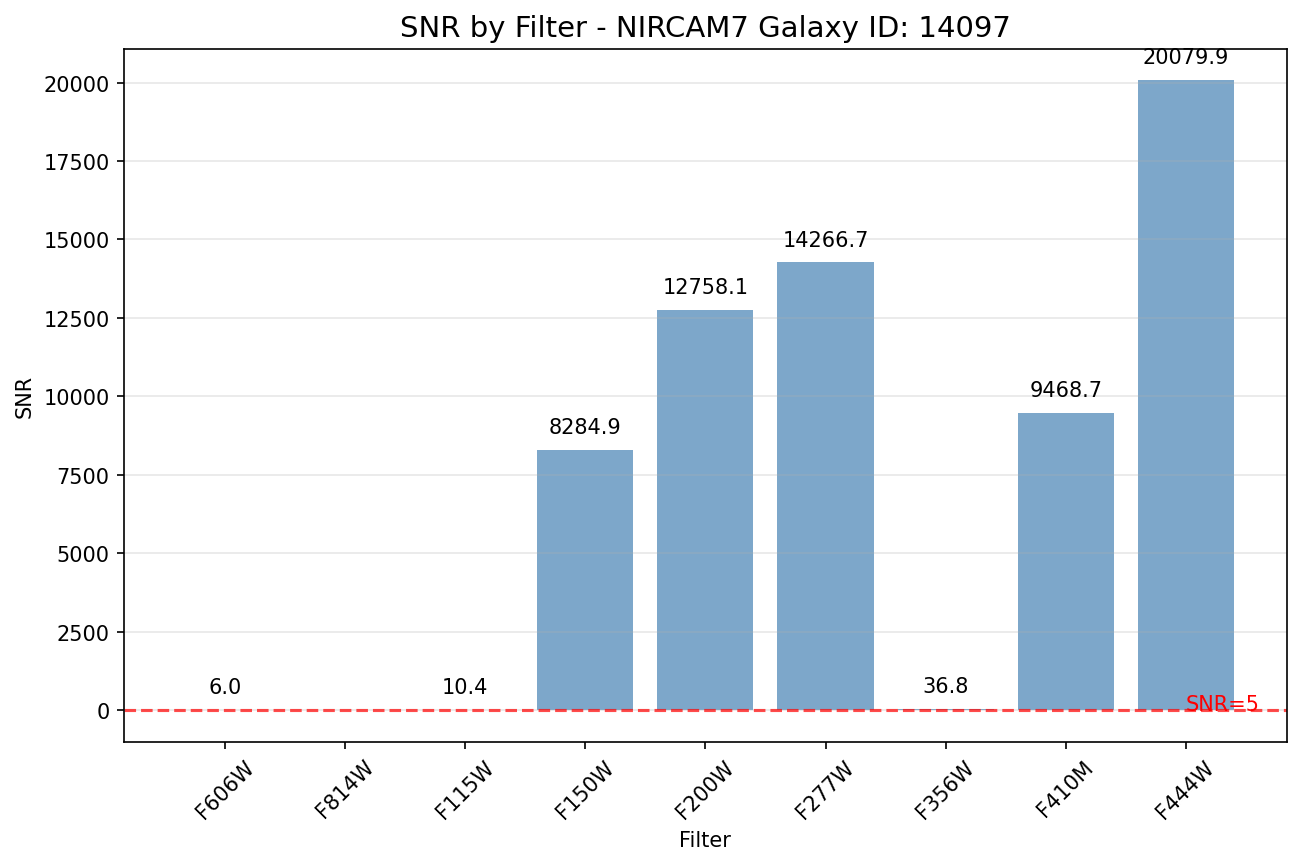 SNR by Filter - NIRCAM7 Galaxy ID: 14097
20079.9
20000
17500
15000
14266.7
12758.1
12500
SNR
10000
9468.7
8284.9
7500
5000
2500
6.0
10.4
36.8
SNR=5
0
F606W
F814W
F115W
F150W
F200W
F277W
F356W
F410M
F444W
Filter